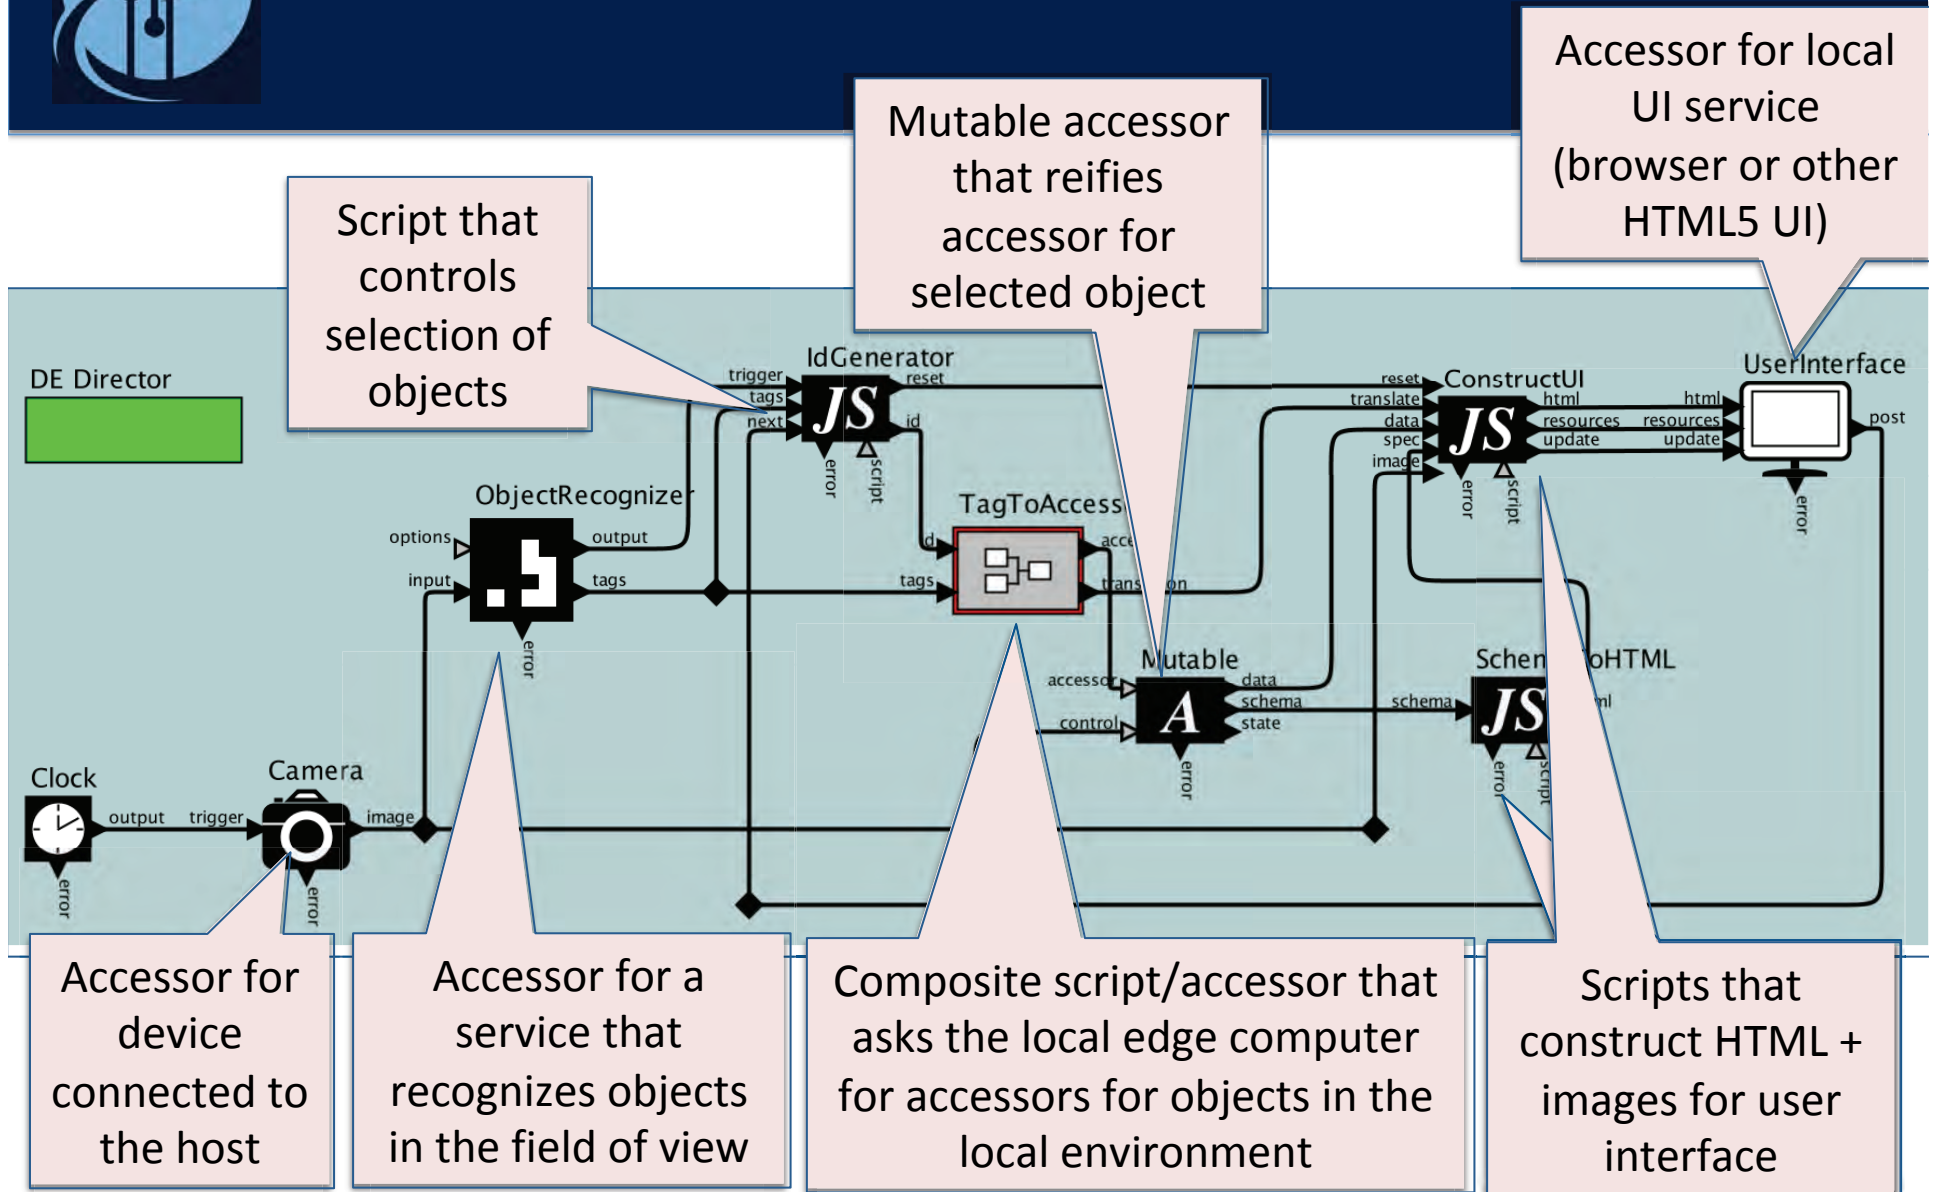 Accessor for local
UI service
(browser or other
HTML5 UI)
Mutable accessor
that reifies
accessor for
selected object
Script that
controls
selection of
objects
DE Director
IdGenerator
trigger
tags
next
reset
id
error
script
ConstructUI
reset
translate
data
spec
image
html
resources
update
error
script
UserInterface
html
resources
update
post
error
ObjectRecognizer
options
input
output
tags
error
TagToAccess
d
tags
acce
Mutable
accessor
control
data
schema
state
error
schema
error
script
Clock
output
error
Camera
trigger
image
error
Accessor for
device
connected to
the host
Accessor for a
service that
recognizes objects
in the field of view
Composite script/accessor that
asks the local edge computer
for accessors for objects in the
local environment
Scripts that
construct HTML +
images for user
interface